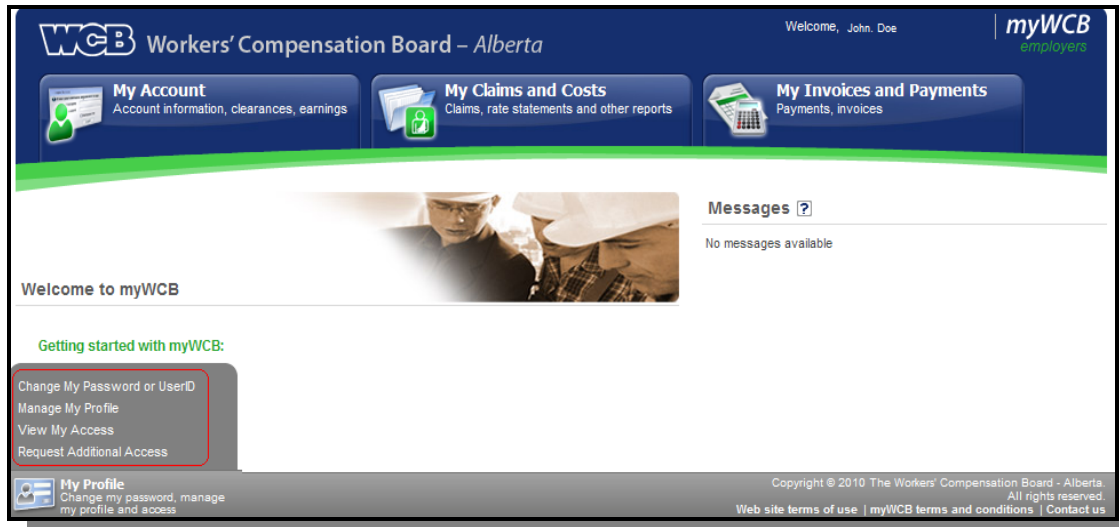 WCB Workers' Compensation Board – Alberta
Welcome, John. Doe
myWCB
employers
My Account
Account information, clearances, earnings
My Claims and Costs
Claims, rate statements and other reports
My Invoices and Payments
Payments, invoices
Messages ?
No messages available
Welcome to myWCB
Getting started with myWCB:
Change My Password or UserID
Manage My Profile
View My Access
Request Additional Access
My Profile
Change my password, manage
my profile and access
Copyright © 2010 The Workers' Compensation Board - Alberta.
All rights reserved.
Web site terms of use | myWCB terms and conditions | Contact us